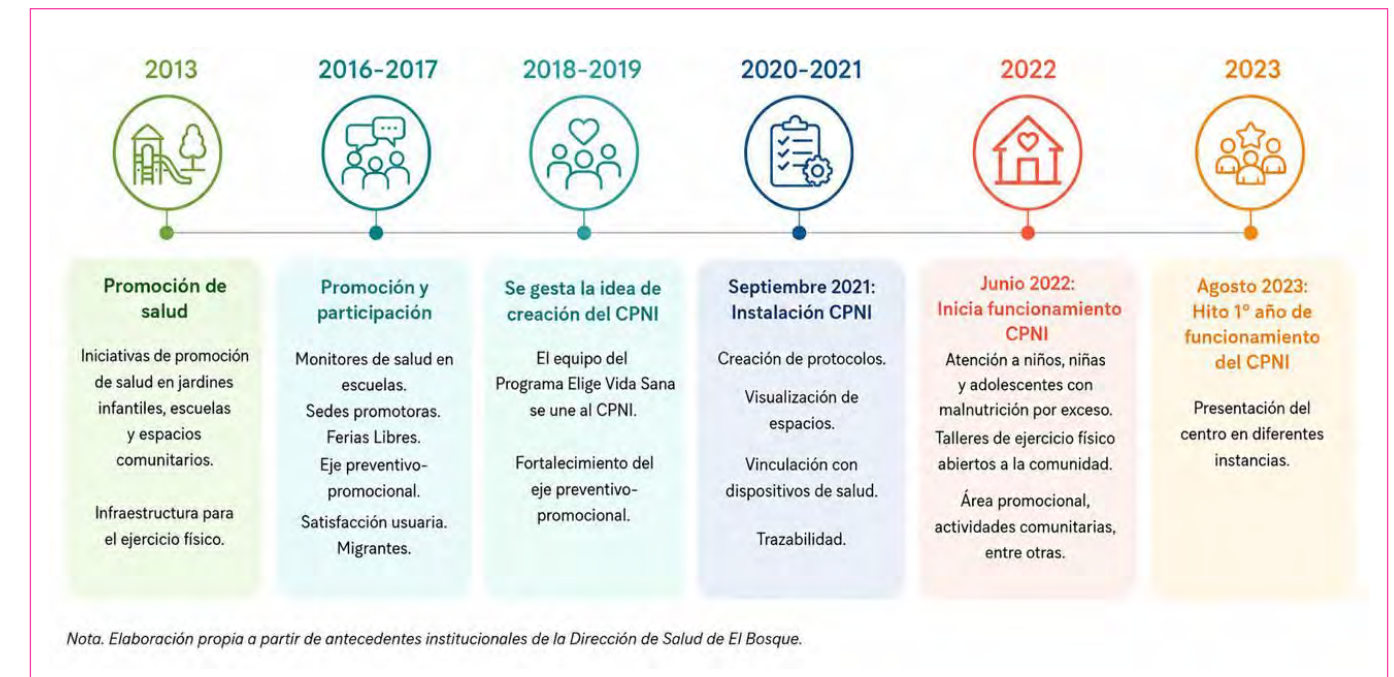 2013
Promoción de
salud
Iniciativas de promoción
de salud en jardines
infantiles, escuelas
y espacios
comunitarios.
Infraestructura para
el ejercicio físico.
2016-2017
Promoción y
participación
Monitores de salud en
escuelas.
Sedes promotoras.
Ferias Libres.
Eje preventivo-
promocional.
Satisfacción usuaria.
Migrantes.
2018-2019
Se gesta la idea de
creación del CPNI
El equipo del
Programa Elige Vida Sana
se une al CPNI.
Fortalecimiento del
eje preventivo-
promocional.
2020-2021
Septiembre 2021:
Instalación CPNI
Creación de protocolos.
Visualización de
espacios.
Vinculación con
dispositivos de salud.
Trazabilidad.
2022
Junio 2022:
Inicia funcionamiento
CPNI
Atención a niños, niñas
y adolescentes con
malnutrición por exceso.
Talleres de ejercicio físico
abiertos a la comunidad.
Área promocional,
actividades comunitarias,
entre otras.
2023
Agosto 2023:
Hito 1° año de
funcionamiento
del CPNI
Presentación del
centro en diferentes
instancias.
Nota. Elaboración propia a partir de antecedentes institucionales de la Dirección de Salud de El Bosque.